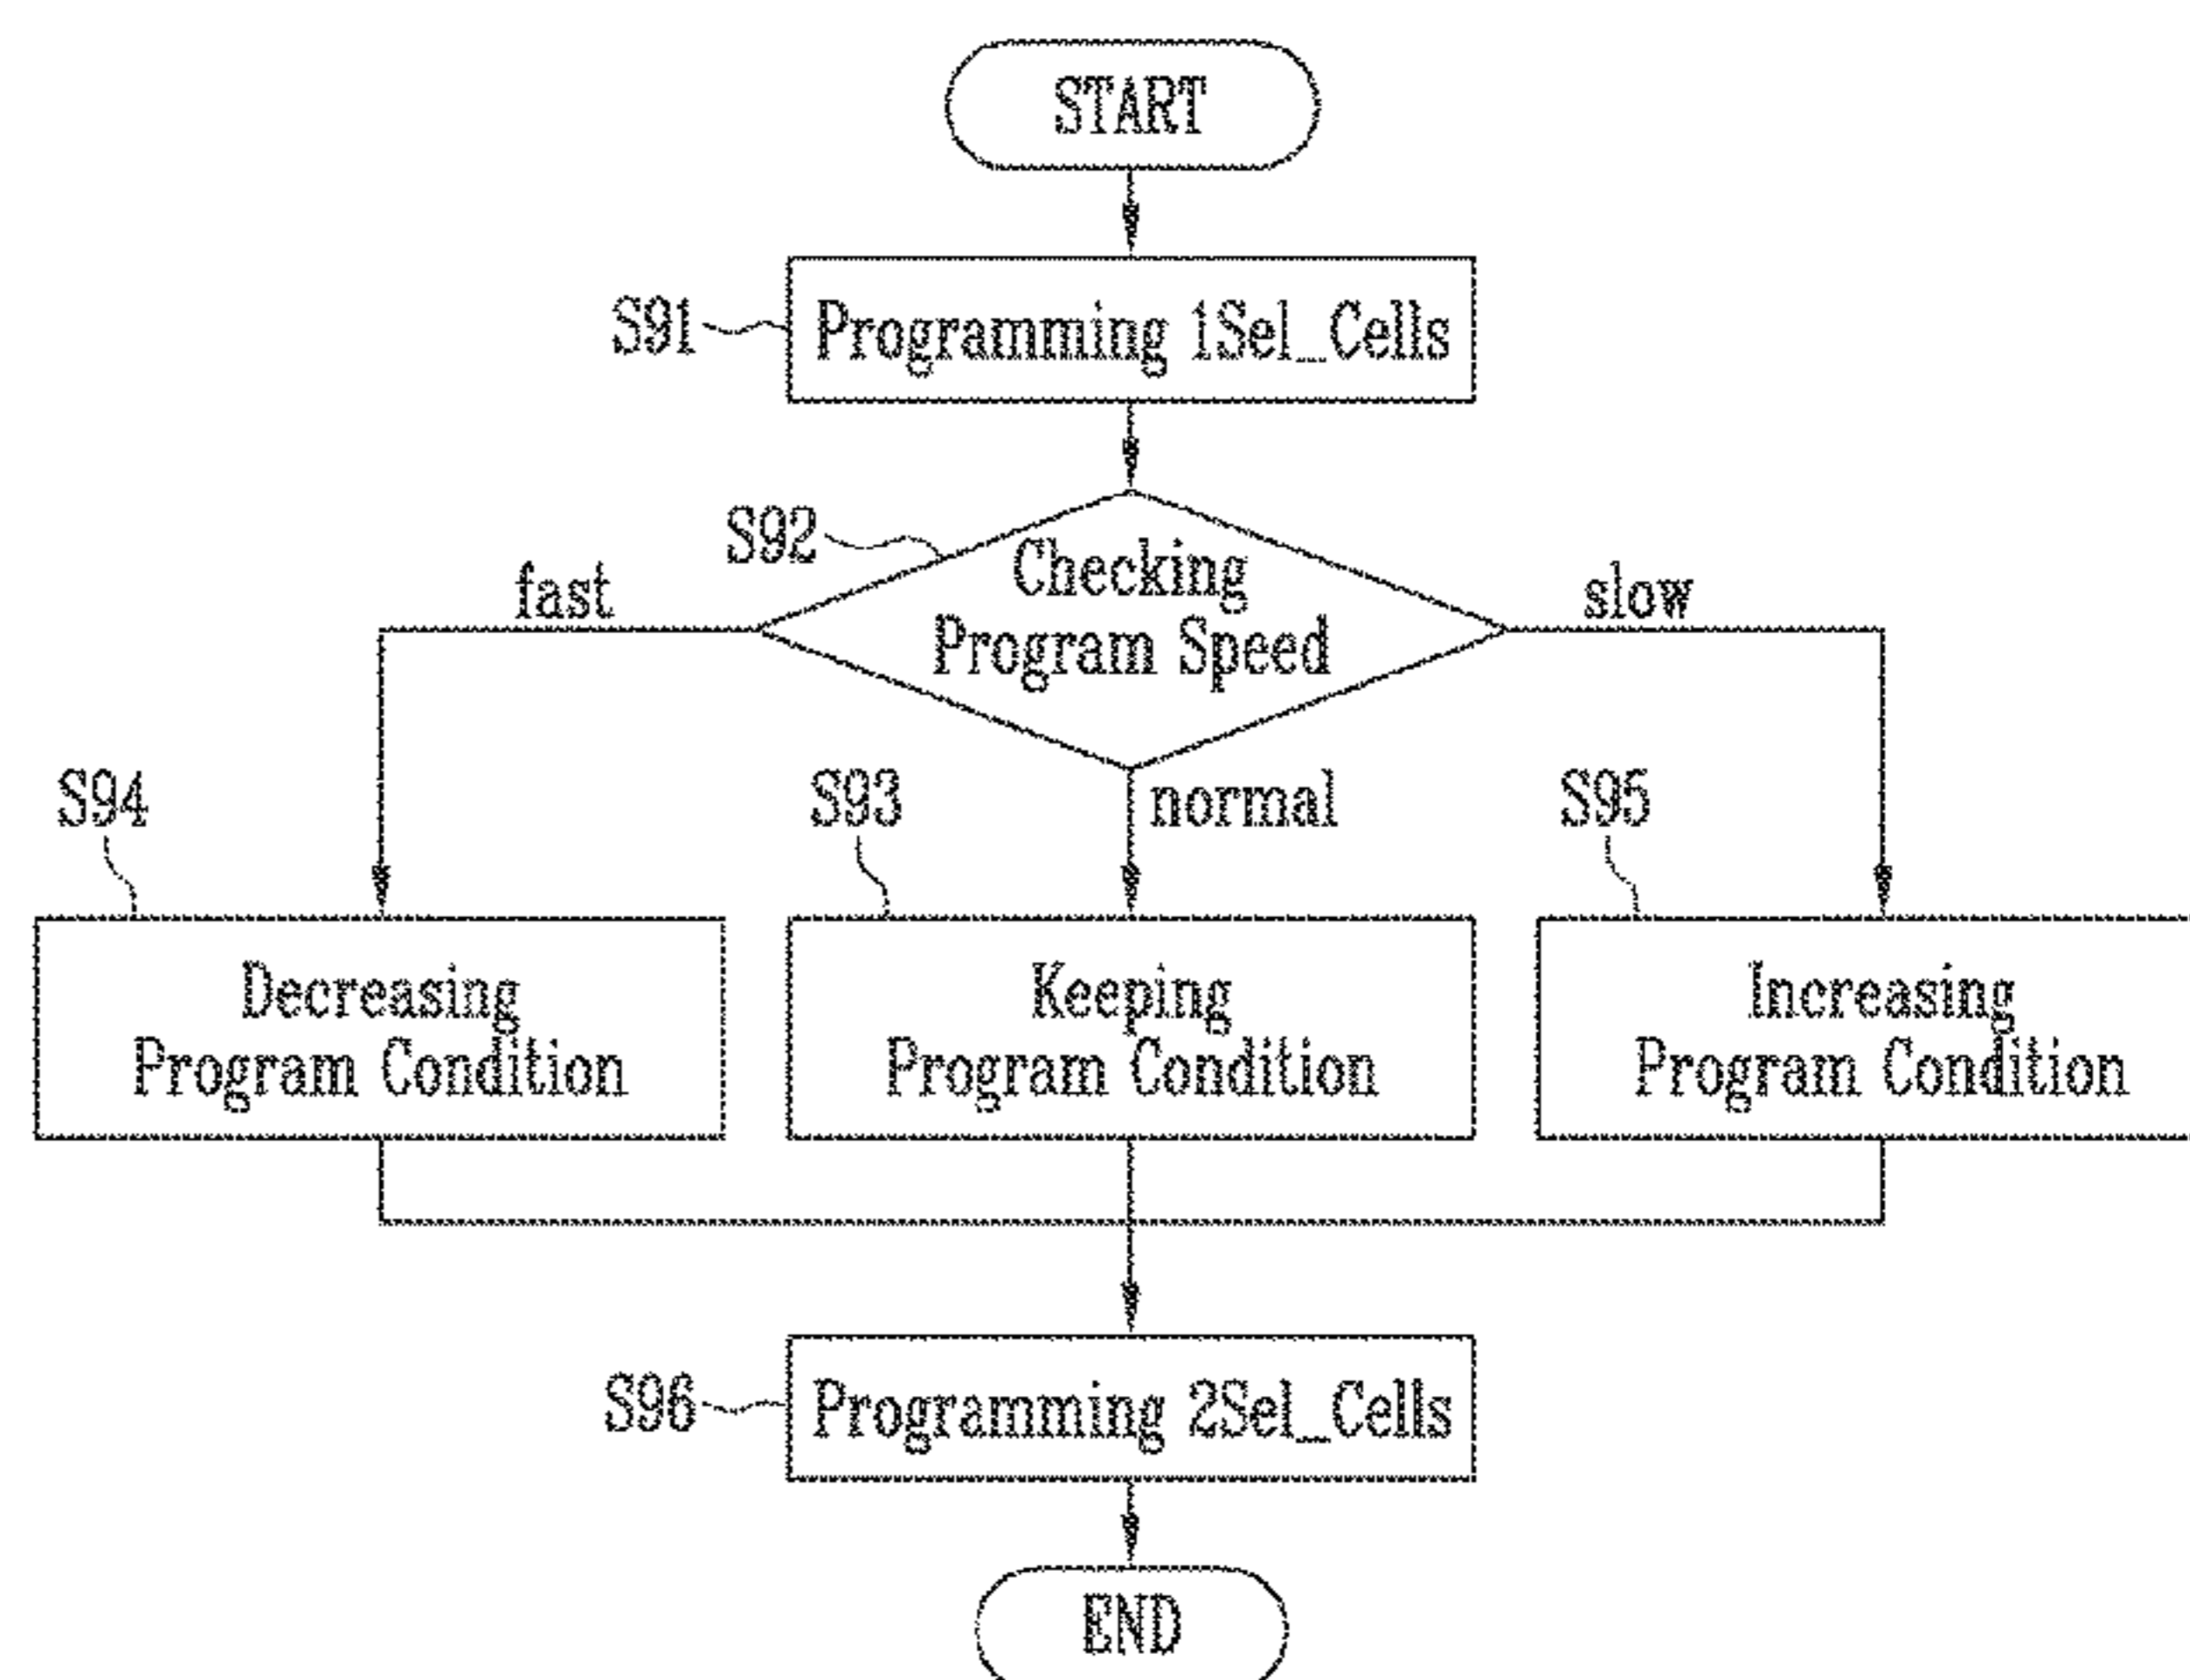 START
S91
Programming 1Sel_Cells
S92
Checking
Program Speed
fast
slow
normal
S94
Decreasing
Program Condition
S93
Keeping
Program Condition
S95
Increasing
Program Condition
S96
Programming 2Sel_Cells
END